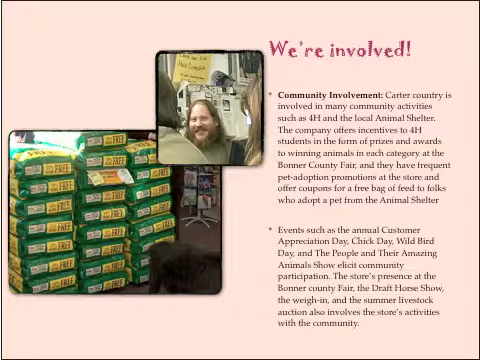 We're involved!
* Community Involvement: Carter country is
involved in many community activities
such as 4H and the local Animal Shelter.
The company offers incentives to 4H
students in the form of prizes and awards
to winning animals in each category at the
Bonner County Fair, and they have frequent
pet-adoption promotions at the store and
offer coupons for a free bag of feed to folks
who adopt a pet from the Animal Shelter
* Events such as the annual Customer
Appreciation Day, Chick Day, Wild Bird
Day, and The People and Their Amazing
Animals Show elicit community
participation. The store's presence at the
Bonner county Fair, the Draft Horse Show,
the weigh-in, and the summer livestock
auction also involves the store's activities
with the community.
FREE
FREE
FREE
FREE
FREE
FREE
FREE
FREE
FREE